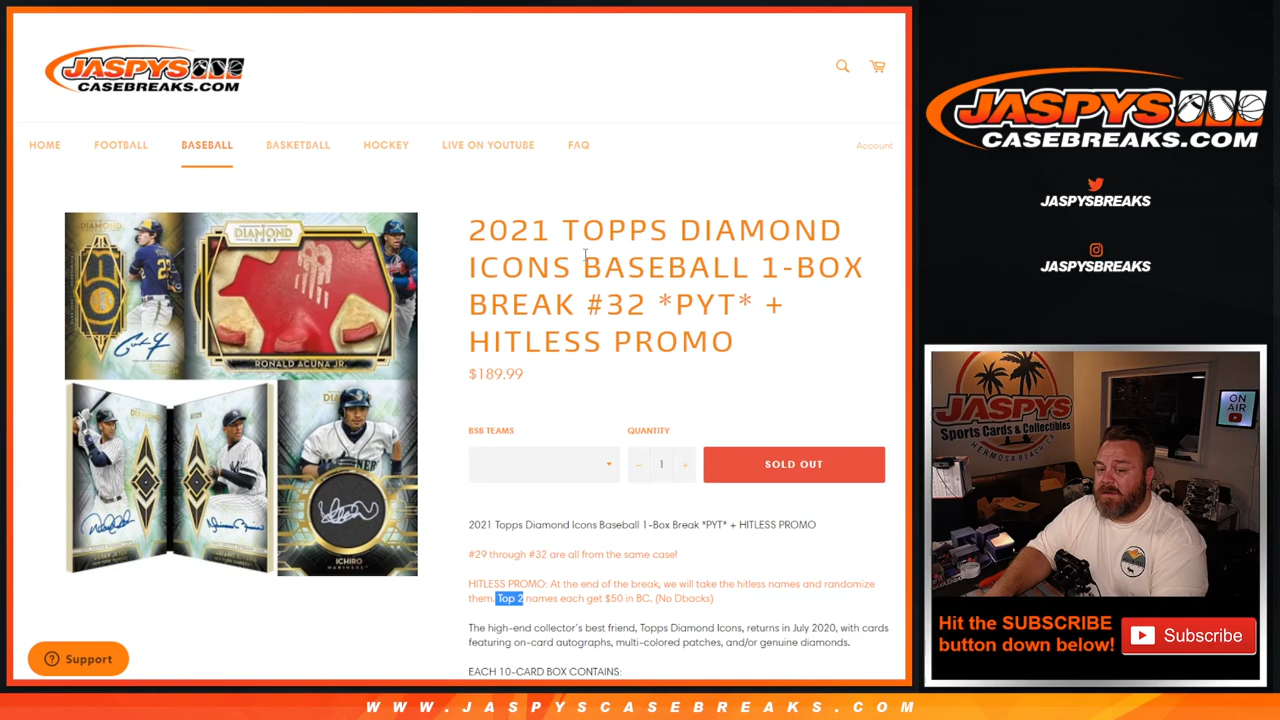 JASPYS
CASEBREAKS.COM
HOME
FOOTBALL
BASEBALL
BASKETBALL
HOCKEY
LIVE ON YOUTUBE
FAQ
Account
DIAMOND
RONALD ACUNA JR.
ICHIRO
MARINERS
2021 TOPPS DIAMOND
ICONS BASEBALL 1-BOX
BREAK #32 *PYT* +
HITLESS PROMO
$189.99
BSB TEAMS
QUANTITY
−
1
+
SOLD OUT
2021 Topps Diamond Icons Baseball 1-Box Break *PYT* + HITLESS PROMO
#29 through #32 are all from the same case!
HITLESS PROMO: At the end of the break, we will take the hitless names and randomize
them. Top 2 names each get $50 in BC. (No Dbacks)
The high-end collector's best friend, Topps Diamond Icons, returns in July 2020, with cards
featuring on-card autographs, multi-colored patches, and/or genuine diamonds.
EACH 10-CARD BOX CONTAINS:
Support
JASPYS
CASEBREAKS.COM
JASPYSBREAKS
JASPYSBREAKS
JASPYS
Sports Cards & Collectibles
HERMOSA BEACH, CA
ON
AIR
Hit the SUBSCRIBE
button down below!
Subscribe
WWW.JASPYSCASEBREAKS.COM